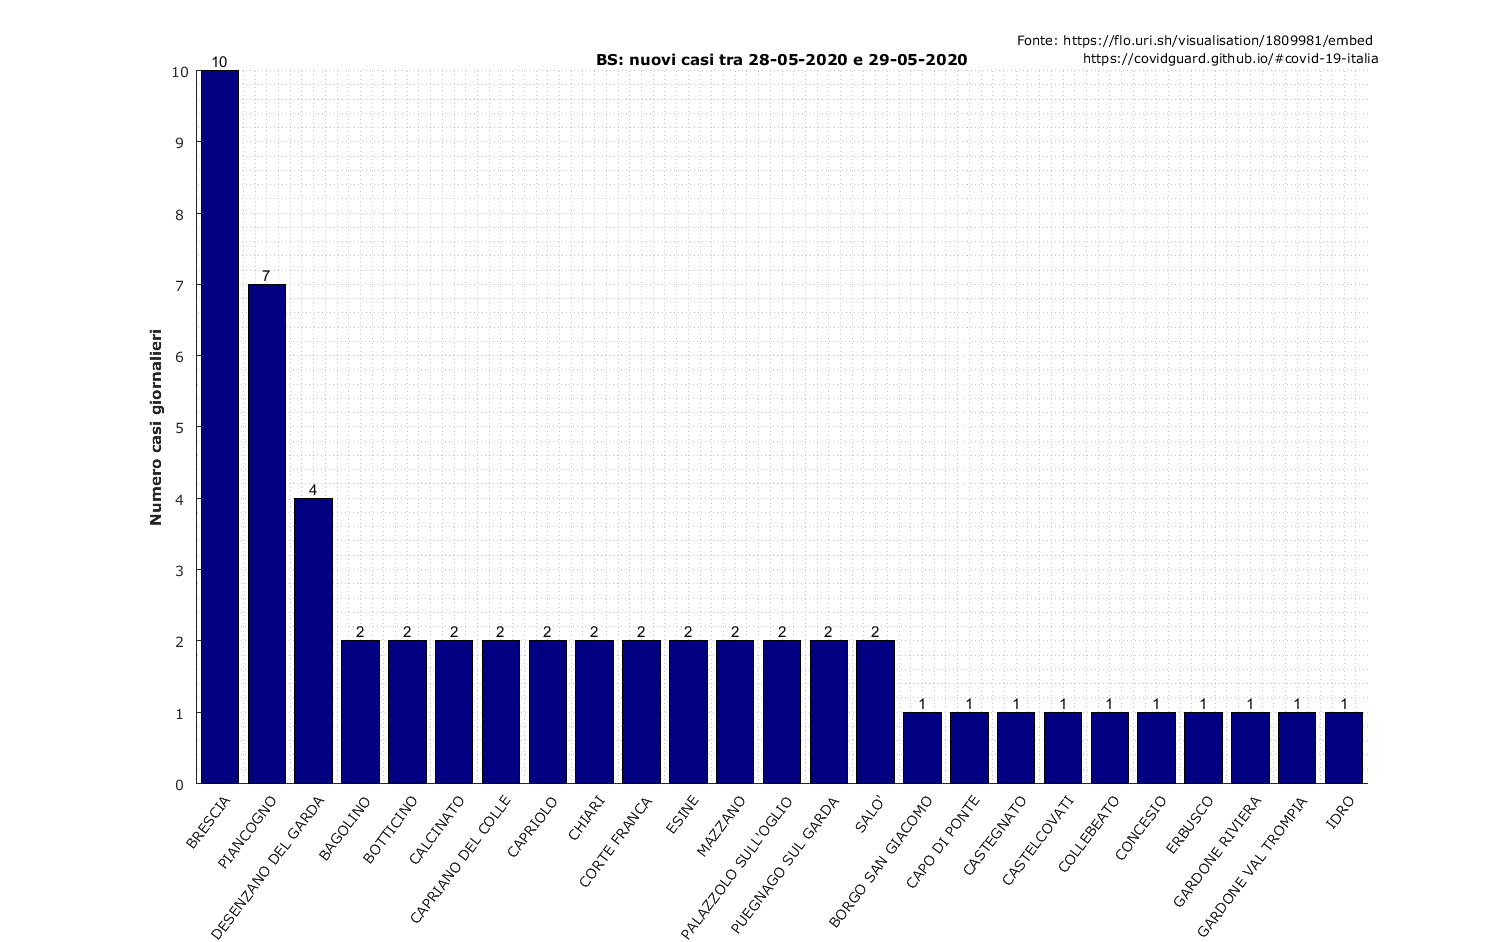 Fonte: https://flo.uri.sh/visualisation/1809981/embed
https://covidguard.github.io/#covid-19-italia
BS: nuovi casi tra 28-05-2020 e 29-05-2020
Numero casi giornalieri
10
9
8
7
6
5
4
3
2
1
0
10
7
4
2
2
2
2
2
2
2
2
2
2
2
2
1
1
1
1
1
1
1
1
1
1
BRESCIA
PIANCOGNO
DESENZANO DEL GARDA
BAGOLINO
BOTTICINO
CALCINATO
CAPRIANO DEL COLLE
CAPRIOLO
CHIARI
CORTE FRANCA
ESINE
MAZZANO
PALAZZOLO SULL'OGLIO
PUEGNAGO SUL GARDA
SALO'
BORGO SAN GIACOMO
CAPO DI PONTE
CASTEGNATO
CASTELCOVATI
COLLEBEATO
CONCESIO
ERBUSCO
GARDONE RIVIERA
GARDONE VAL TROMPIA
IDRO